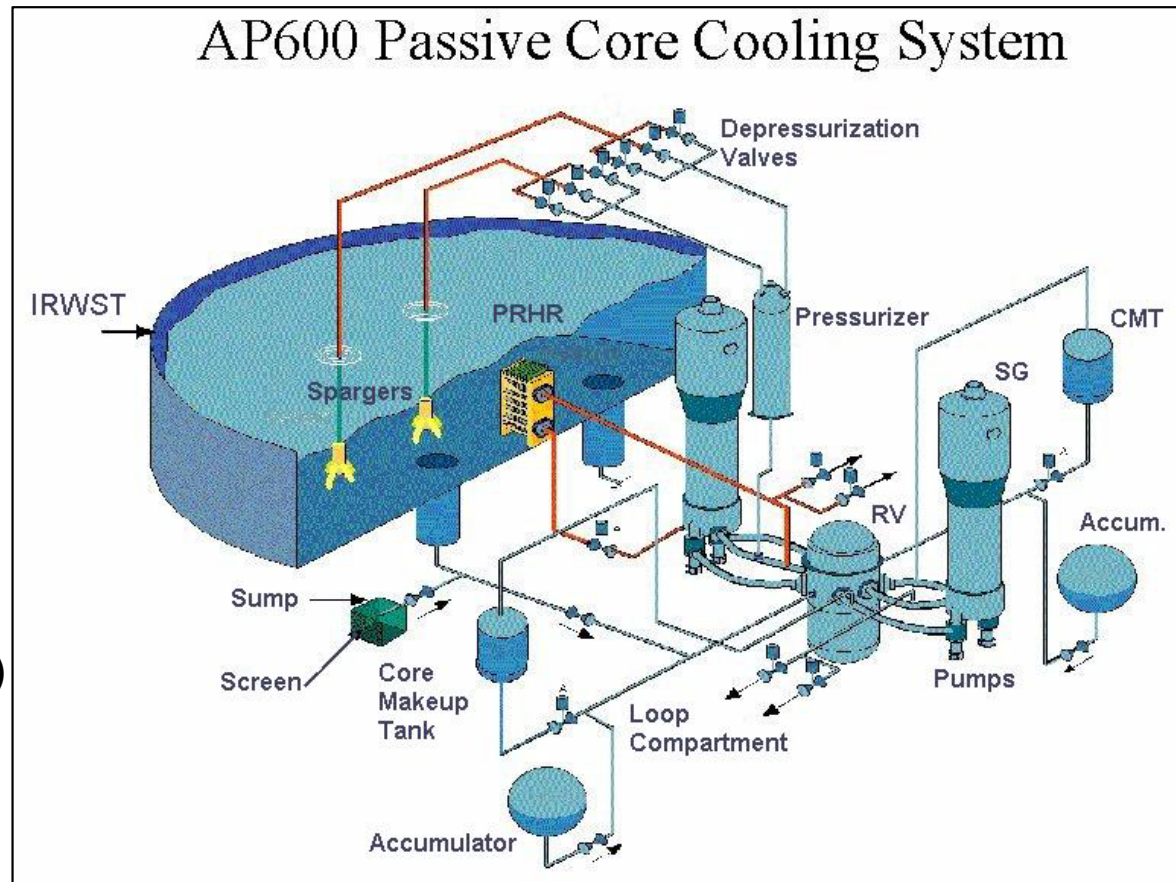 AP600 Passive Core Cooling System
Depressurization
Valves
IRWST
PRHR
Pressurizer
CMT
SG
Spargers
RV
Accum.
Sump
Screen
Core
Makeup
Tank
Loop
Compartment
Pumps
Accumulator
)